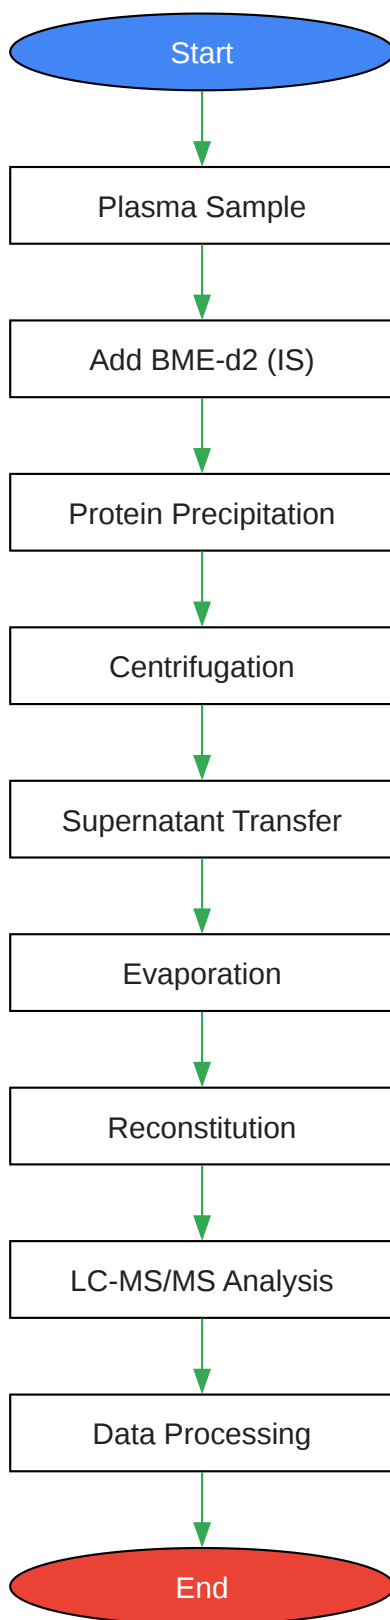 Start
Plasma Sample
Add BME-d2 (IS)
Protein Precipitation
Centrifugation
Supernatant Transfer
Evaporation
Reconstitution
LC-MS/MS Analysis
Data Processing
End